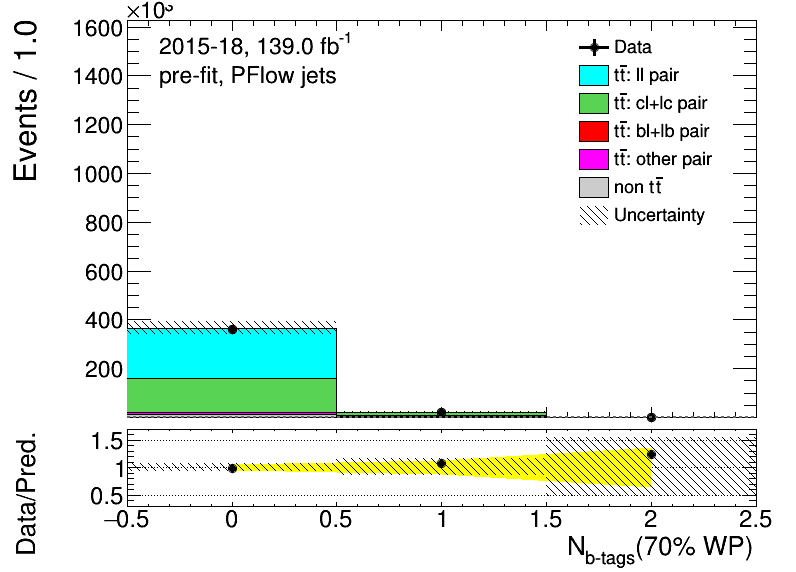 ×10³
1600
1400
1200
1000
800
600
400
200
Events / 1.0
2015-18, 139.0 fb⁻¹
pre-fit, PFlow jets
Data
tt̄: ll pair
tt̄: cl+lc pair
tt̄: bl+lb pair
tt̄: other pair
non tt̄
Uncertainty
Data/Pred.
1.5
1
0.5
−0.5 0 0.5 1 1.5 2 2.5
N_b-tags(70% WP)